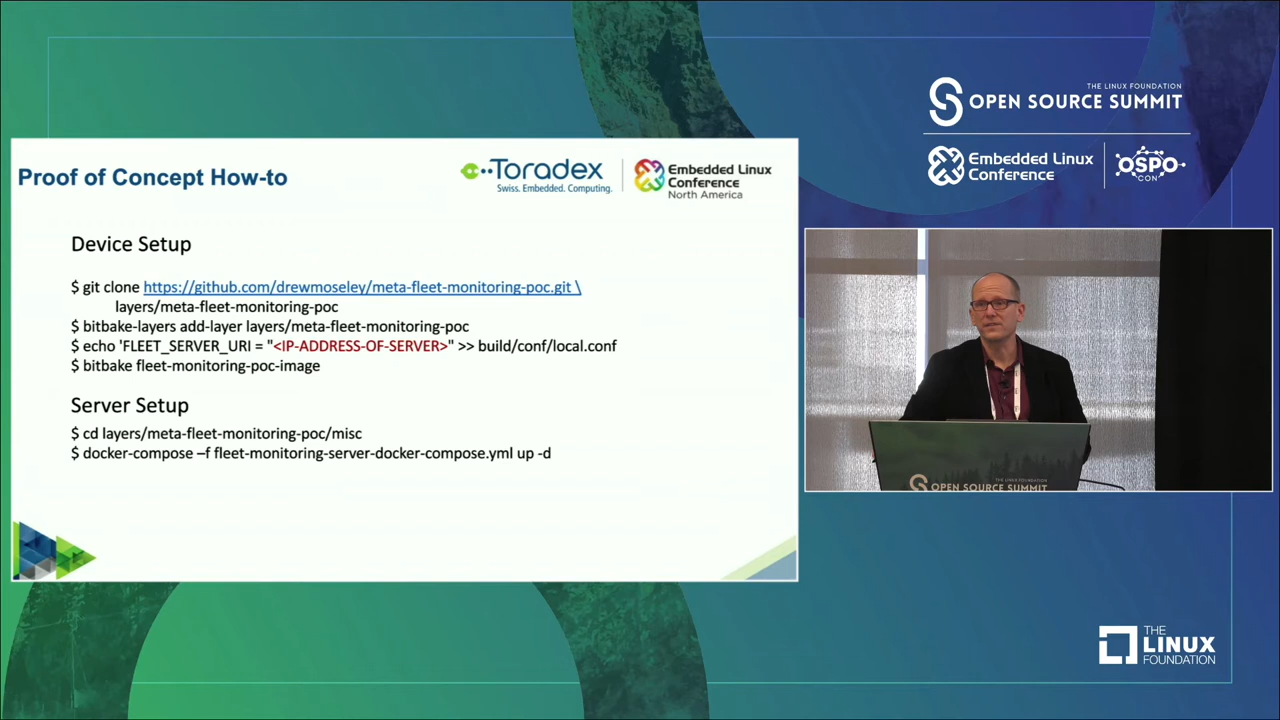 THE LINUX FOUNDATION
OPEN SOURCE SUMMIT
Embedded Linux
Conference
OSPO
CON
Proof of Concept How-to
Toradex
Swiss. Embedded. Computing.
Embedded Linux
Conference
North America
Device Setup
$ git clone https://github.com/drewmoseley/meta-fleet-monitoring-poc.git \
layers/meta-fleet-monitoring-poc
$ bitbake-layers add-layer layers/meta-fleet-monitoring-poc
$ echo 'FLEET_SERVER_URI = "<IP-ADDRESS-OF-SERVER>" >> build/conf/local.conf
$ bitbake fleet-monitoring-poc-image
Server Setup
$ cd layers/meta-fleet-monitoring-poc/misc
$ docker-compose –f fleet-monitoring-server-docker-compose.yml up -d
THE LINUX FOUNDATION
OPEN SOURCE SUMMIT
THE
LINUX
FOUNDATION